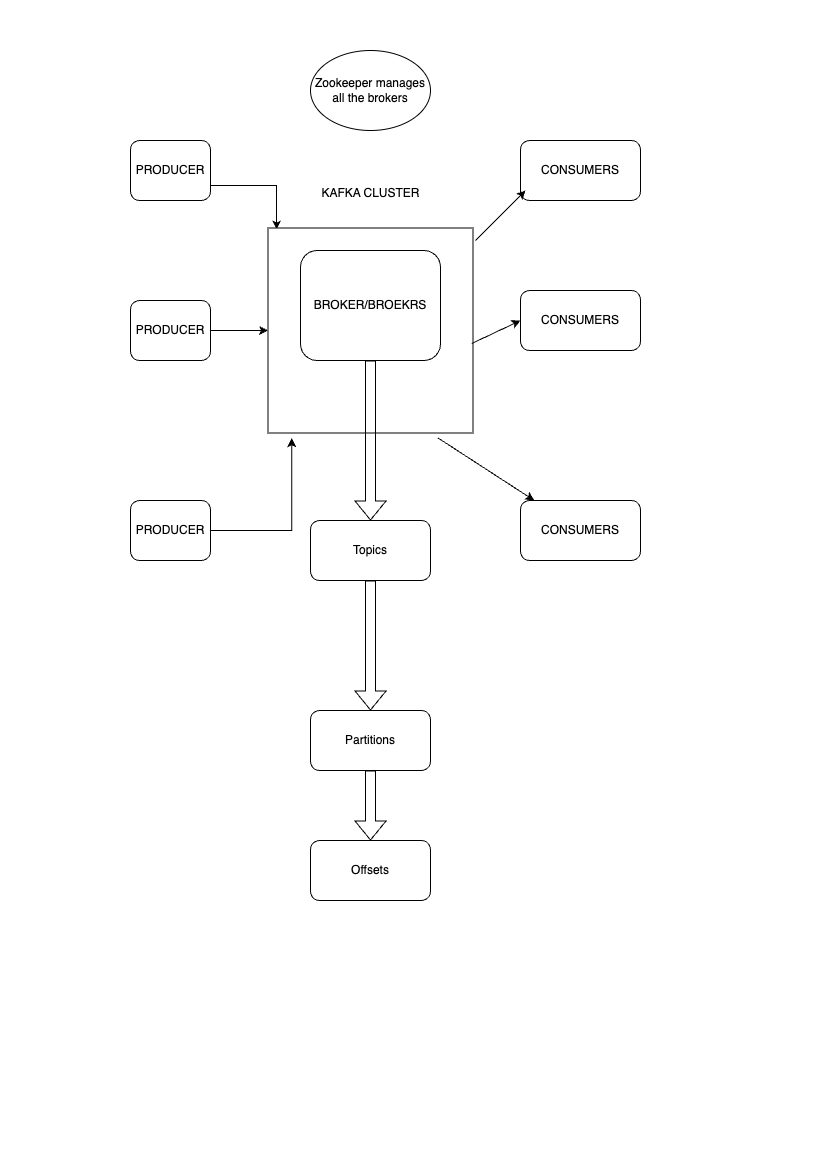 Zookeeper manages
all the brokers
PRODUCER
CONSUMERS
KAFKA CLUSTER
BROKER/BROEKRS
PRODUCER
CONSUMERS
PRODUCER
CONSUMERS
Topics
Partitions
Offsets